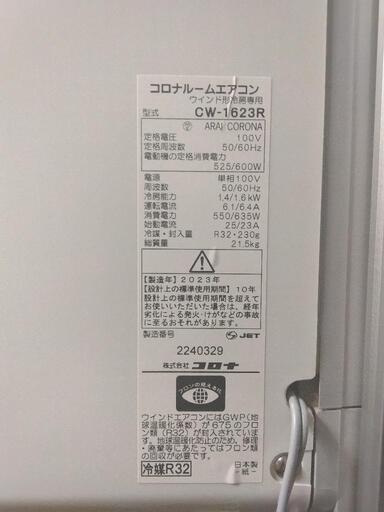 コロナルームエアコン
ウインド形冷房専用
型式 CW-1623R
ARAI/CORONA
定格電圧 100V
定格周波数 50/60Hz
電動機の定格消費電力
525/600W
電源 単相100V
周波数 50/60Hz
冷房能力 1.4/1.6kW
運転電流 6.1/6.4A
消費電力 550/635W
始動電流 25/23A
冷媒・封入量 R32・230g
総質量 21.5kg
【製造年】2023年
【設計上の標準使用期間】10年
設計上の標準使用期間を超えて
お使いいただいた場合は、経年
劣化による発火・けがなどの事故
に至るおそれがあります。
製造番号 JET
2240329
株式会社 コロナ
フロンの見える化
ウインドエアコンにはGWP(地
球温暖化係数)が675のフロ
ン類(R32)が封入されていま
す。地球温暖化防止のため、修理
・廃棄等にあたってはフロン類
の回収が必要です。
冷媒R32 日本製
-紙-